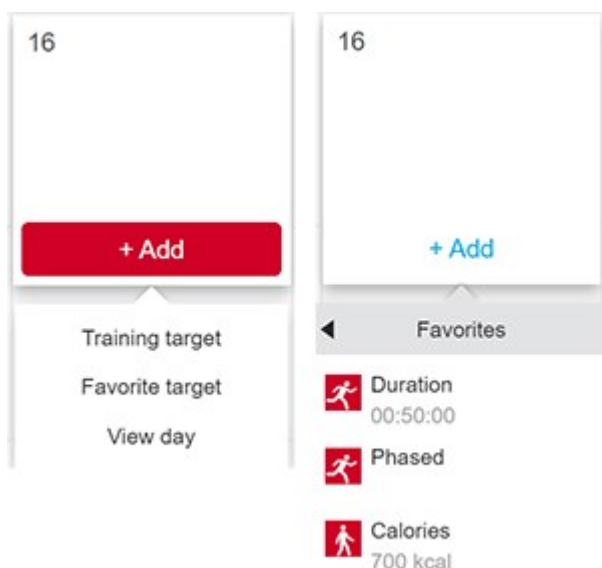 16
+ Add
Training target
Favorite target
View day
16
+ Add
Favorites
Duration
00:50:00
Phased
Calories
700 kcal